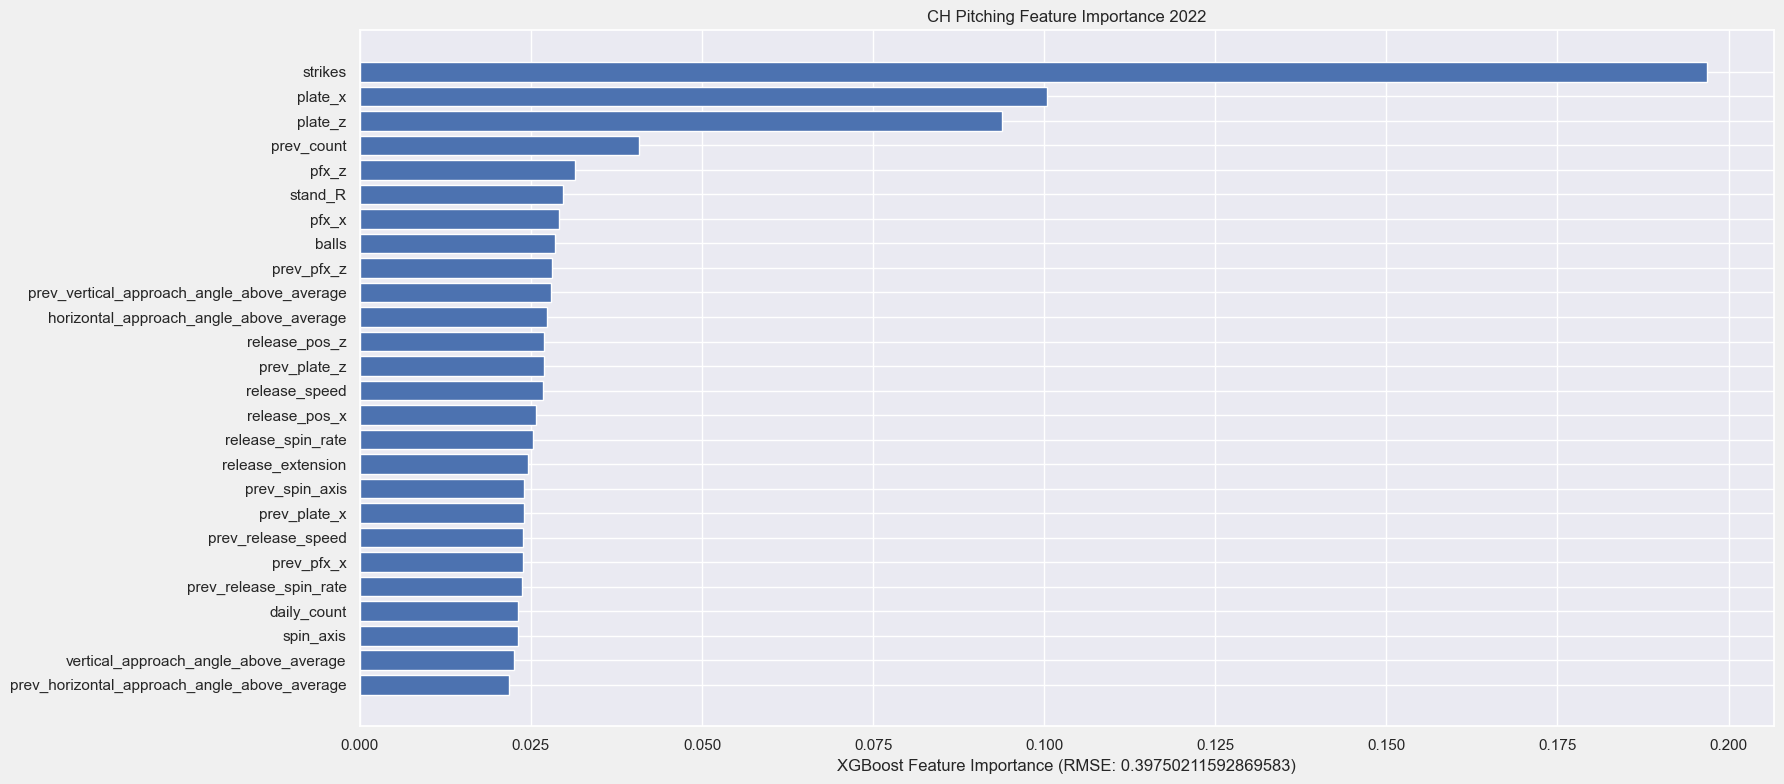 CH Pitching Feature Importance 2022
strikes
plate_x
plate_z
prev_count
pfx_z
stand_R
pfx_x
balls
prev_pfx_z
prev_vertical_approach_angle_above_average
horizontal_approach_angle_above_average
release_pos_z
prev_plate_z
release_speed
release_pos_x
release_spin_rate
release_extension
prev_spin_axis
prev_plate_x
prev_release_speed
prev_pfx_x
prev_release_spin_rate
daily_count
spin_axis
vertical_approach_angle_above_average
prev_horizontal_approach_angle_above_average
0.000 0.025 0.050 0.075 0.100 0.125 0.150 0.175 0.200
XGBoost Feature Importance (RMSE: 0.39750211592869583)